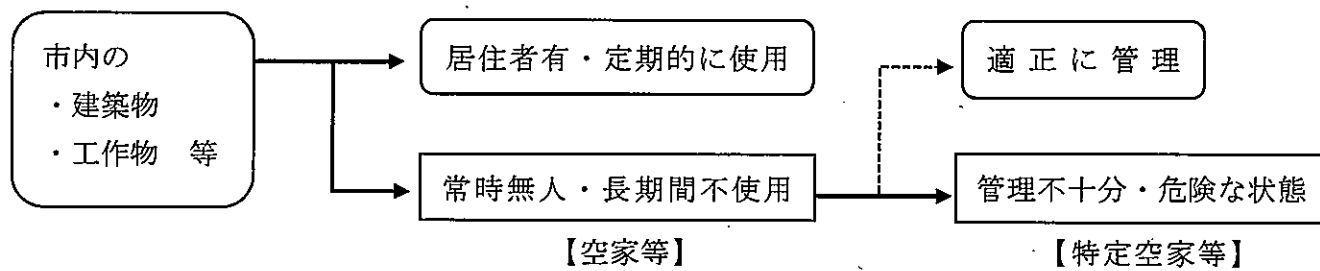 市内の
・建築物
・工作物　等
居住者有・定期的に使用
適正に管理
常時無人・長期間不使用
管理不十分・危険な状態
【空家等】
【特定空家等】